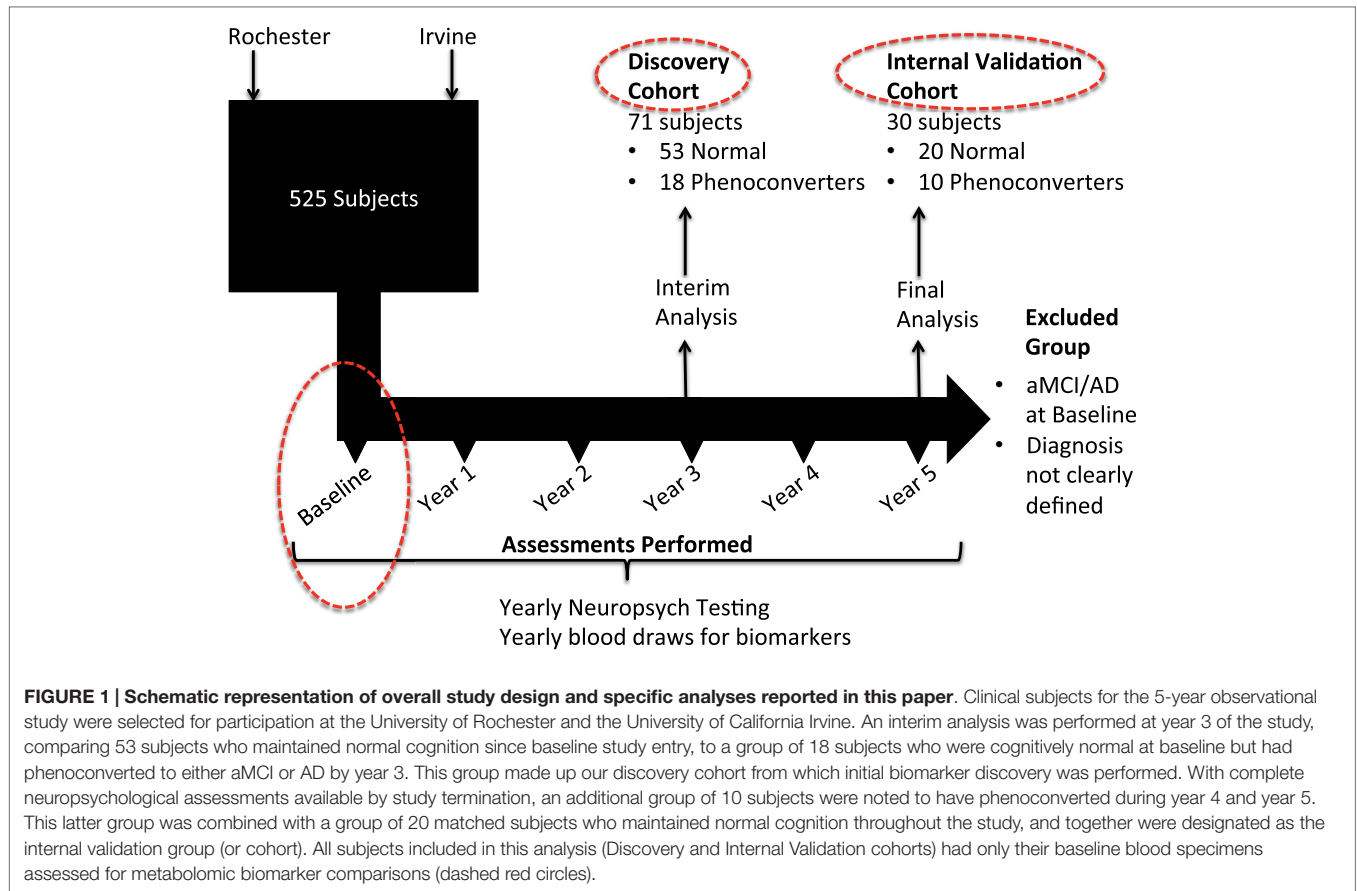 Rochester
Irvine
525 Subjects
Discovery
Cohort
71 subjects
• 53 Normal
• 18 Phenoconverters
Internal Validation
Cohort
30 subjects
• 20 Normal
• 10 Phenoconverters
Interim
Analysis
Final
Analysis
Excluded
Group
• aMCI/AD
at Baseline
• Diagnosis
not clearly
defined
Baseline
Year 1
Year 2
Year 3
Year 4
Year 5
Assessments Performed
Yearly Neuropsych Testing
Yearly blood draws for biomarkers
FIGURE 1 | Schematic representation of overall study design and specific analyses reported in this paper. Clinical subjects for the 5-year observational
study were selected for participation at the University of Rochester and the University of California Irvine. An interim analysis was performed at year 3 of the study,
comparing 53 subjects who maintained normal cognition since baseline study entry, to a group of 18 subjects who were cognitively normal at baseline but had
phenoconverted to either aMCI or AD by year 3. This group made up our discovery cohort from which initial biomarker discovery was performed. With complete
neuropsychological assessments available by study termination, an additional group of 10 subjects were noted to have phenoconverted during year 4 and year 5.
This latter group was combined with a group of 20 matched subjects who maintained normal cognition throughout the study, and together were designated as the
internal validation group (or cohort). All subjects included in this analysis (Discovery and Internal Validation cohorts) had only their baseline blood specimens
assessed for metabolomic biomarker comparisons (dashed red circles).